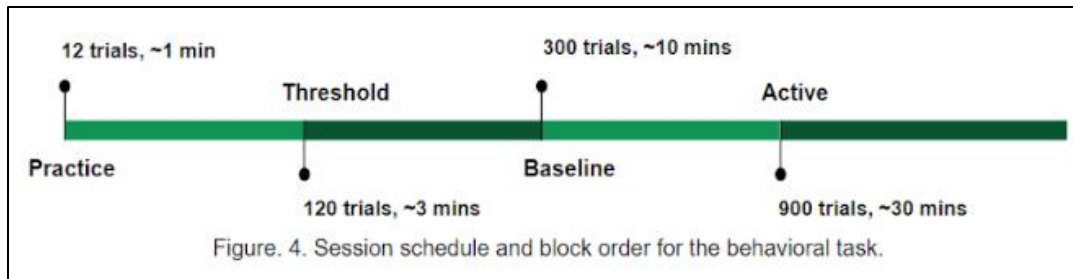 12 trials, ~1 min
300 trials, ~10 mins
Threshold
Active
Practice
Baseline
120 trials, ~3 mins
900 trials, ~30 mins
Figure. 4. Session schedule and block order for the behavioral task.